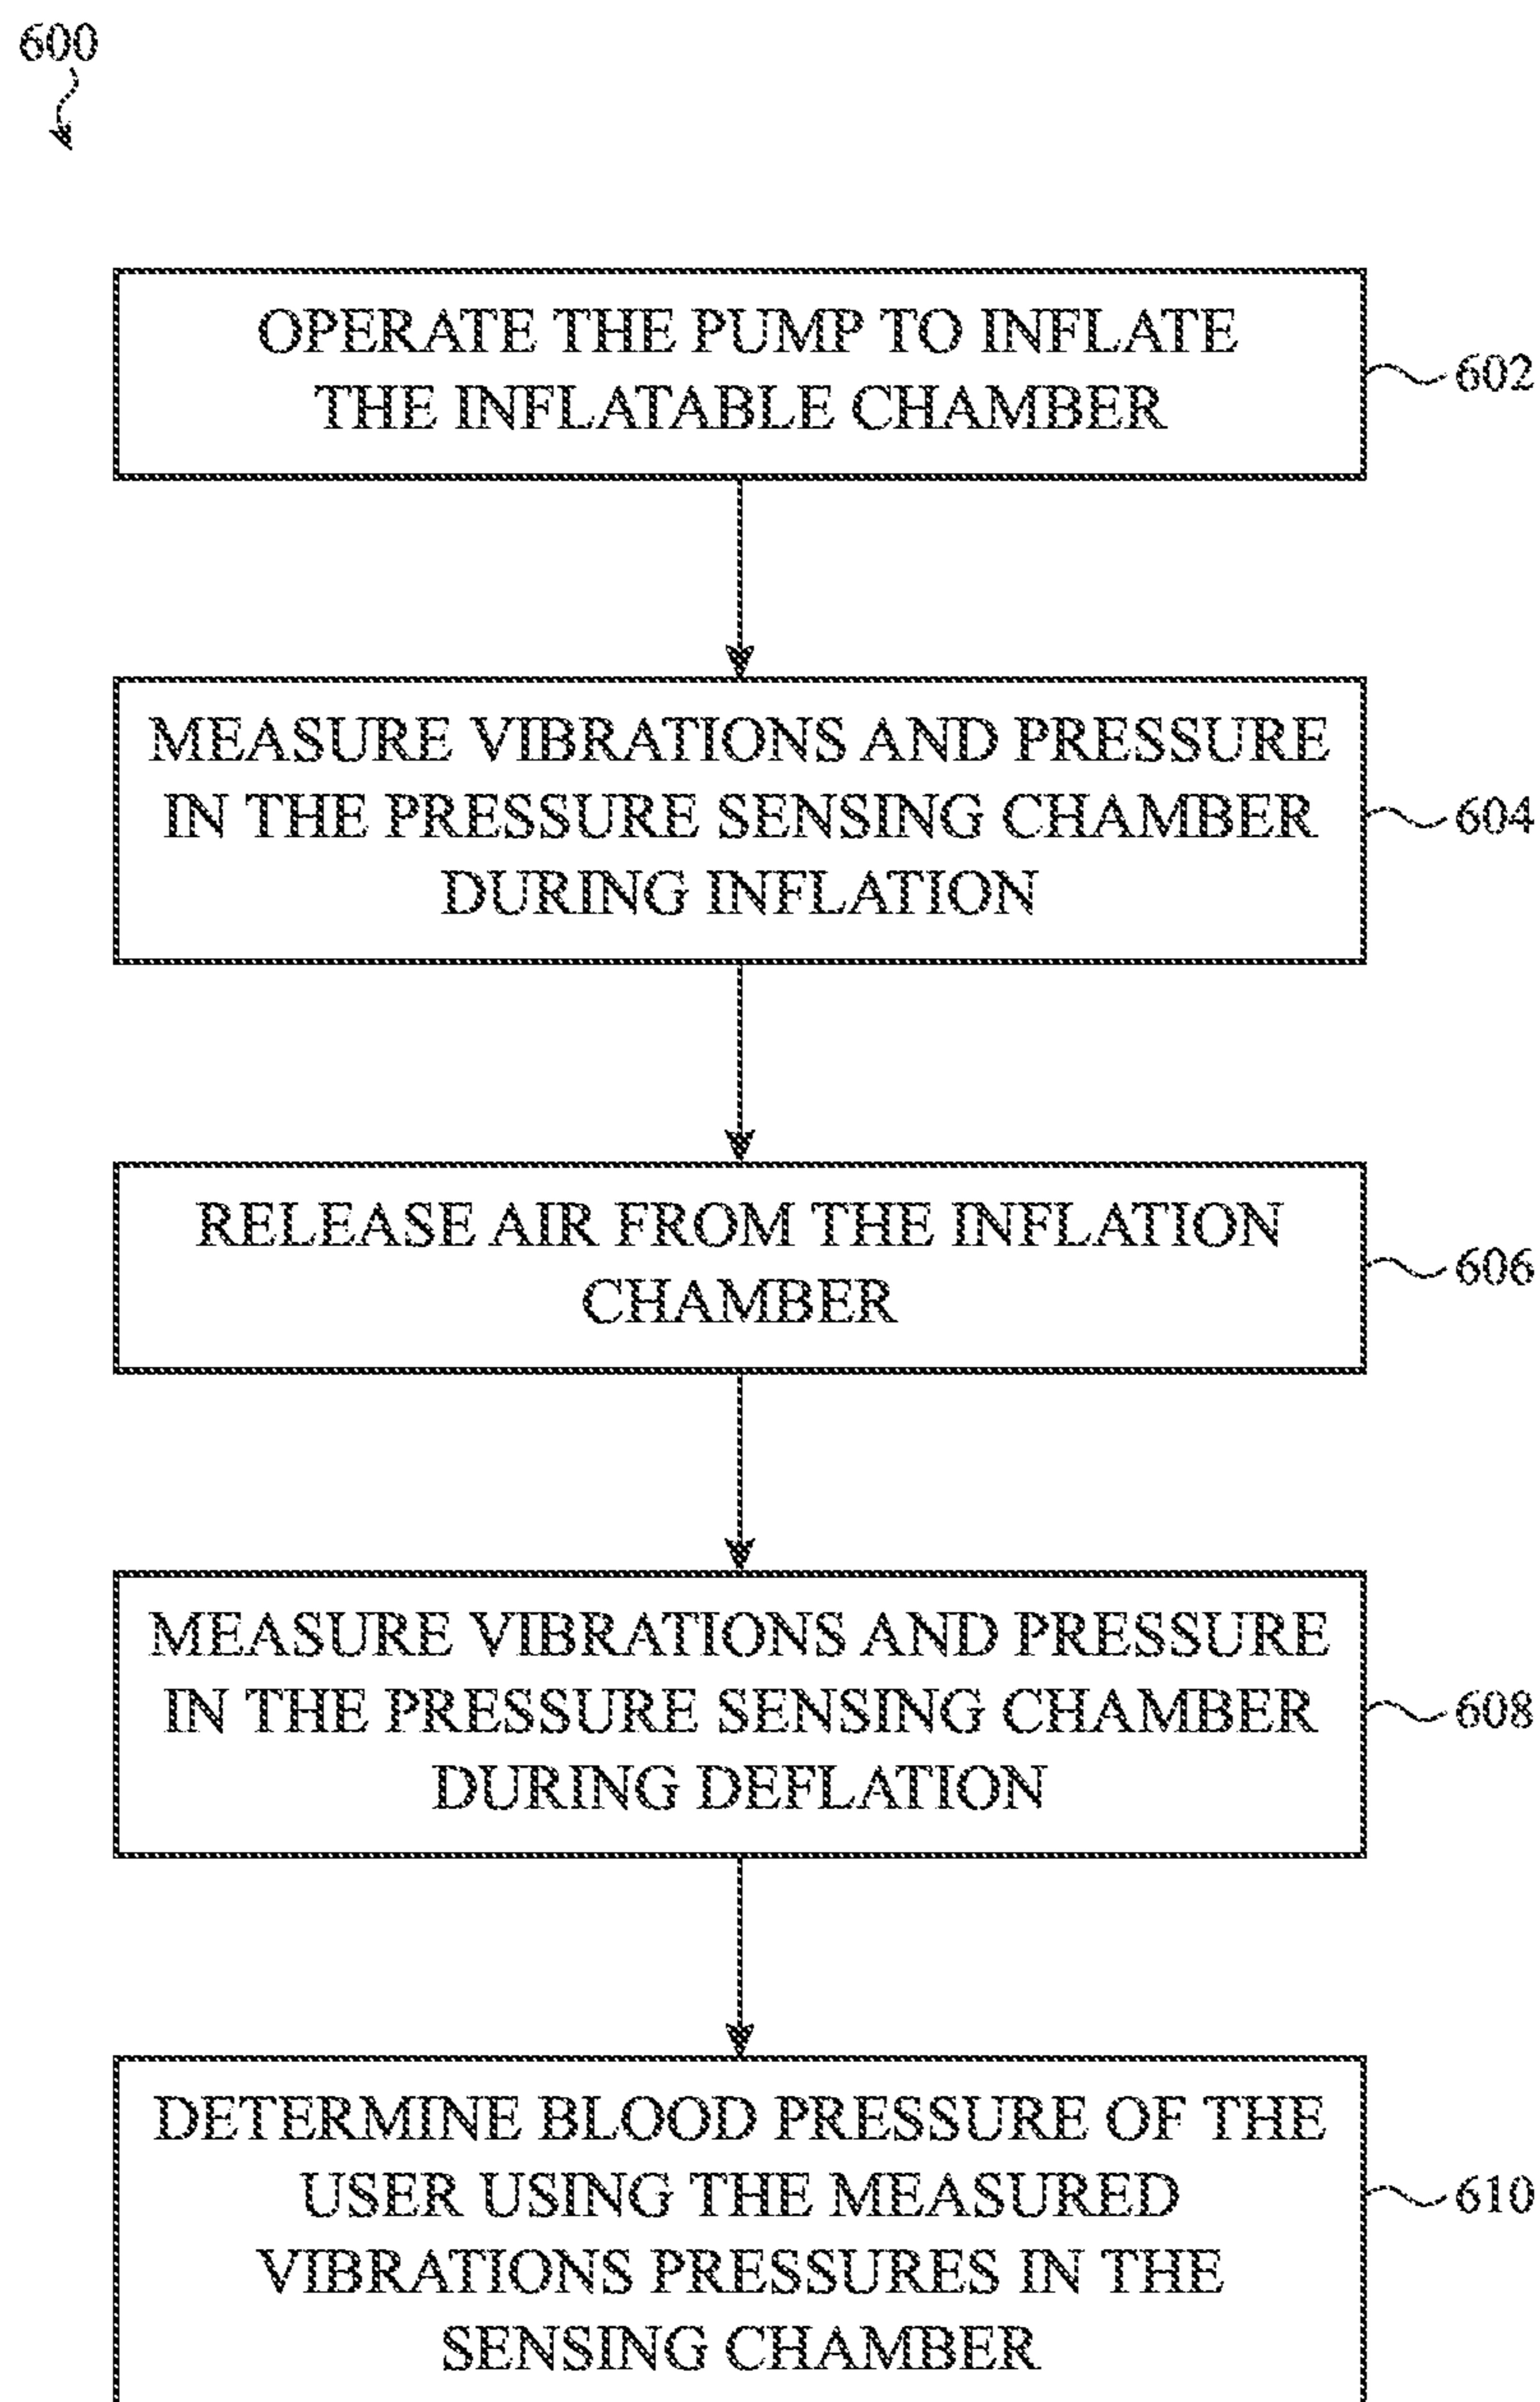 600
OPERATE THE PUMP TO INFLATE
THE INFLATABLE CHAMBER
602
MEASURE VIBRATIONS AND PRESSURE
IN THE PRESSURE SENSING CHAMBER
DURING INFLATION
604
RELEASE AIR FROM THE INFLATION
CHAMBER
606
MEASURE VIBRATIONS AND PRESSURE
IN THE PRESSURE SENSING CHAMBER
DURING DEFLATION
608
DETERMINE BLOOD PRESSURE OF THE
USER USING THE MEASURED
VIBRATIONS PRESSURES IN THE
SENSING CHAMBER
610